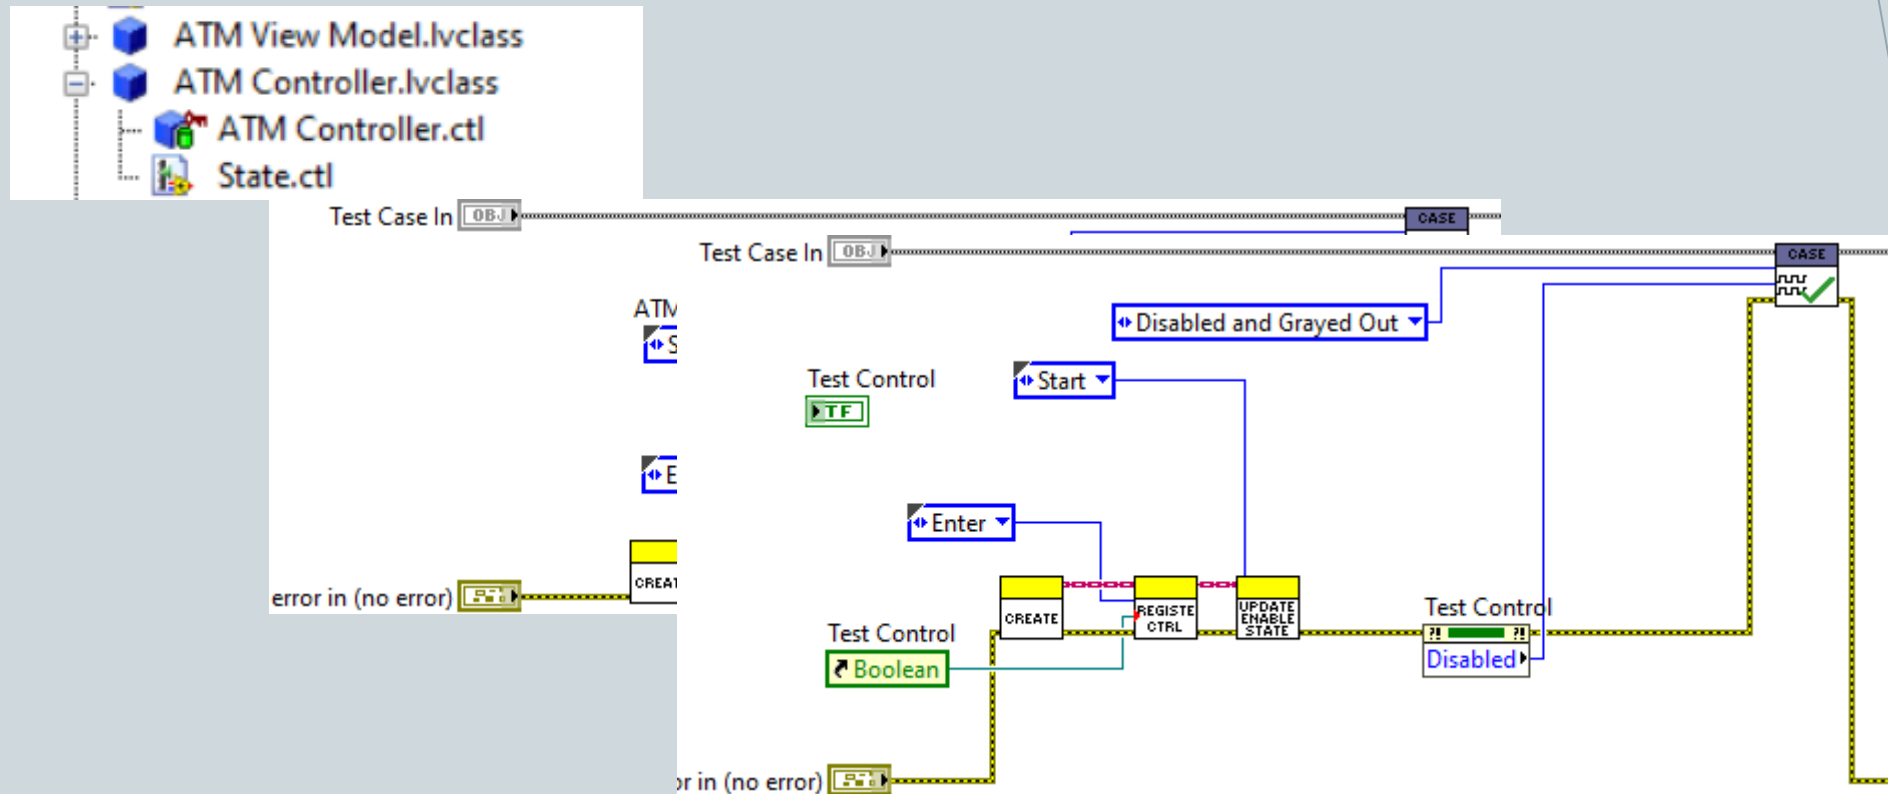 ATM View Model.lvclass
ATM Controller.lvclass
ATM Controller.ctl
State.ctl
Test Case In
OBJ
CASE
Test Case In
OBJ
CASE
ATM
S
Disabled and Grayed Out
Test Control
TF
Start
E
Enter
CREAT
error in (no error)
CREATE
REGISTE
CTRL
UPDATE
ENABLE
STATE
Test Control
Boolean
Test Control
?! ?!
Disabled
or in (no error)